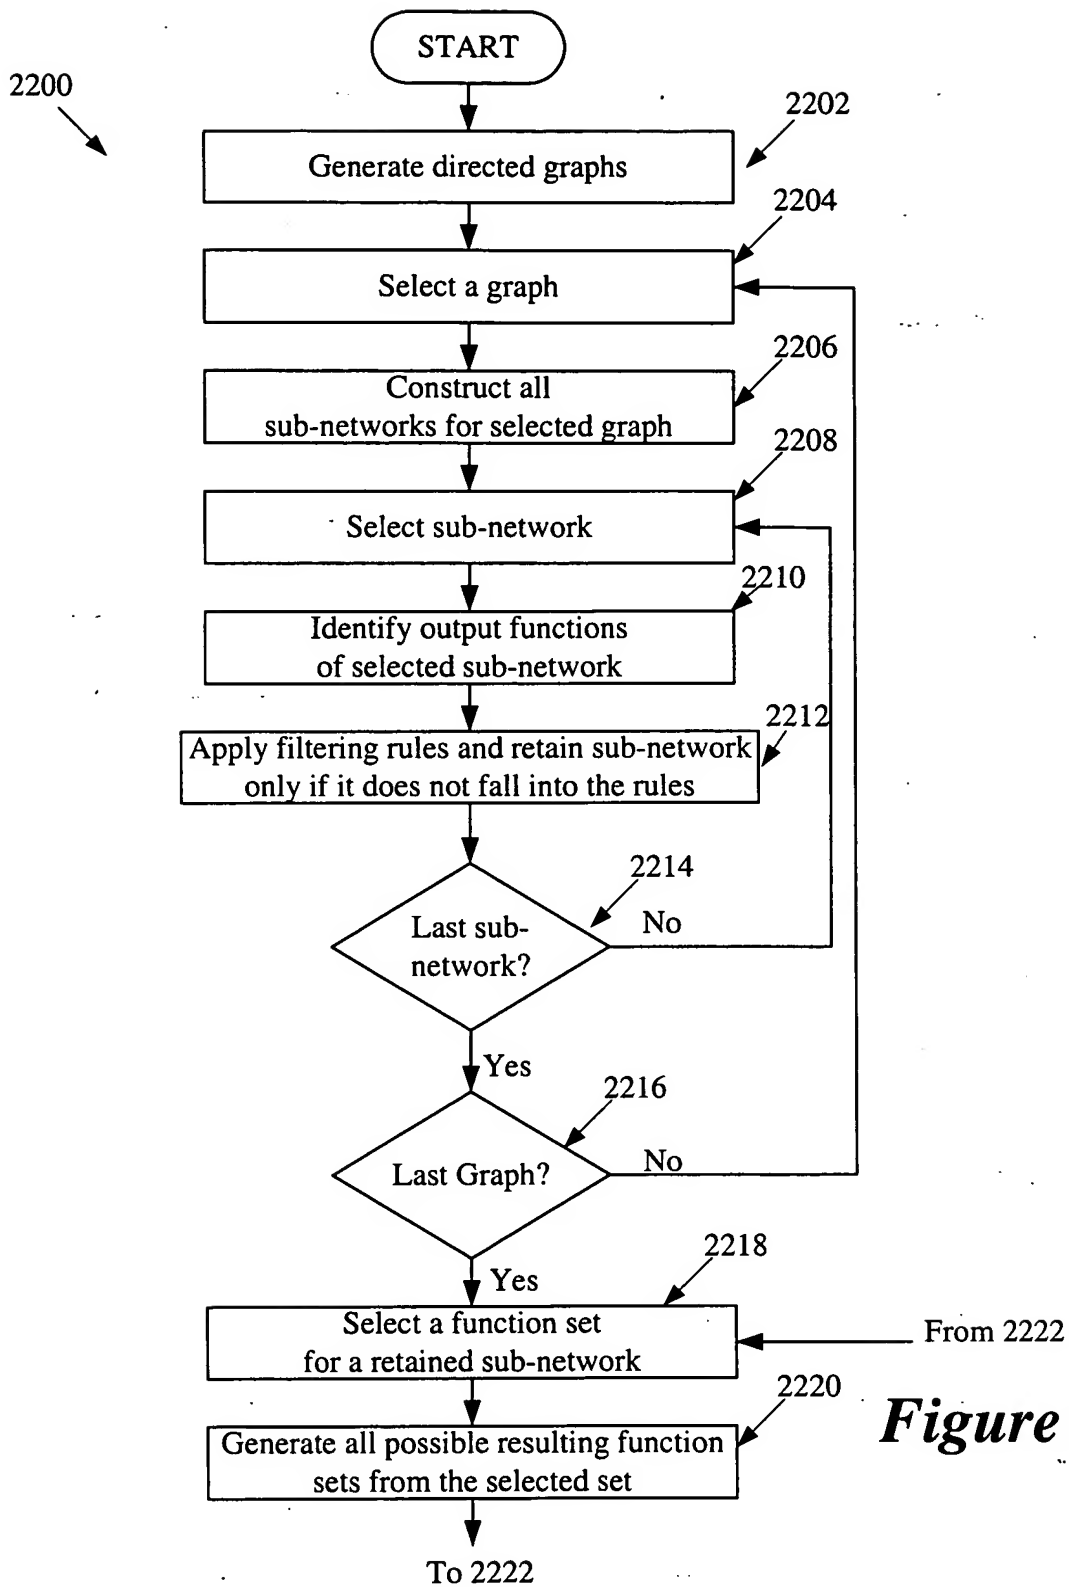 START
2200
2202
Generate directed graphs
2204
Select a graph
2206
Construct all
sub-networks for selected graph
2208
Select sub-network
2210
Identify output functions
of selected sub-network
2212
Apply filtering rules and retain sub-network
only if it does not fall into the rules
2214
Last sub-
network?
No
Yes
2216
Last Graph?
No
Yes
2218
Select a function set
for a retained sub-network
From 2222
2220
Figure
Generate all possible resulting function
sets from the selected set
To 2222